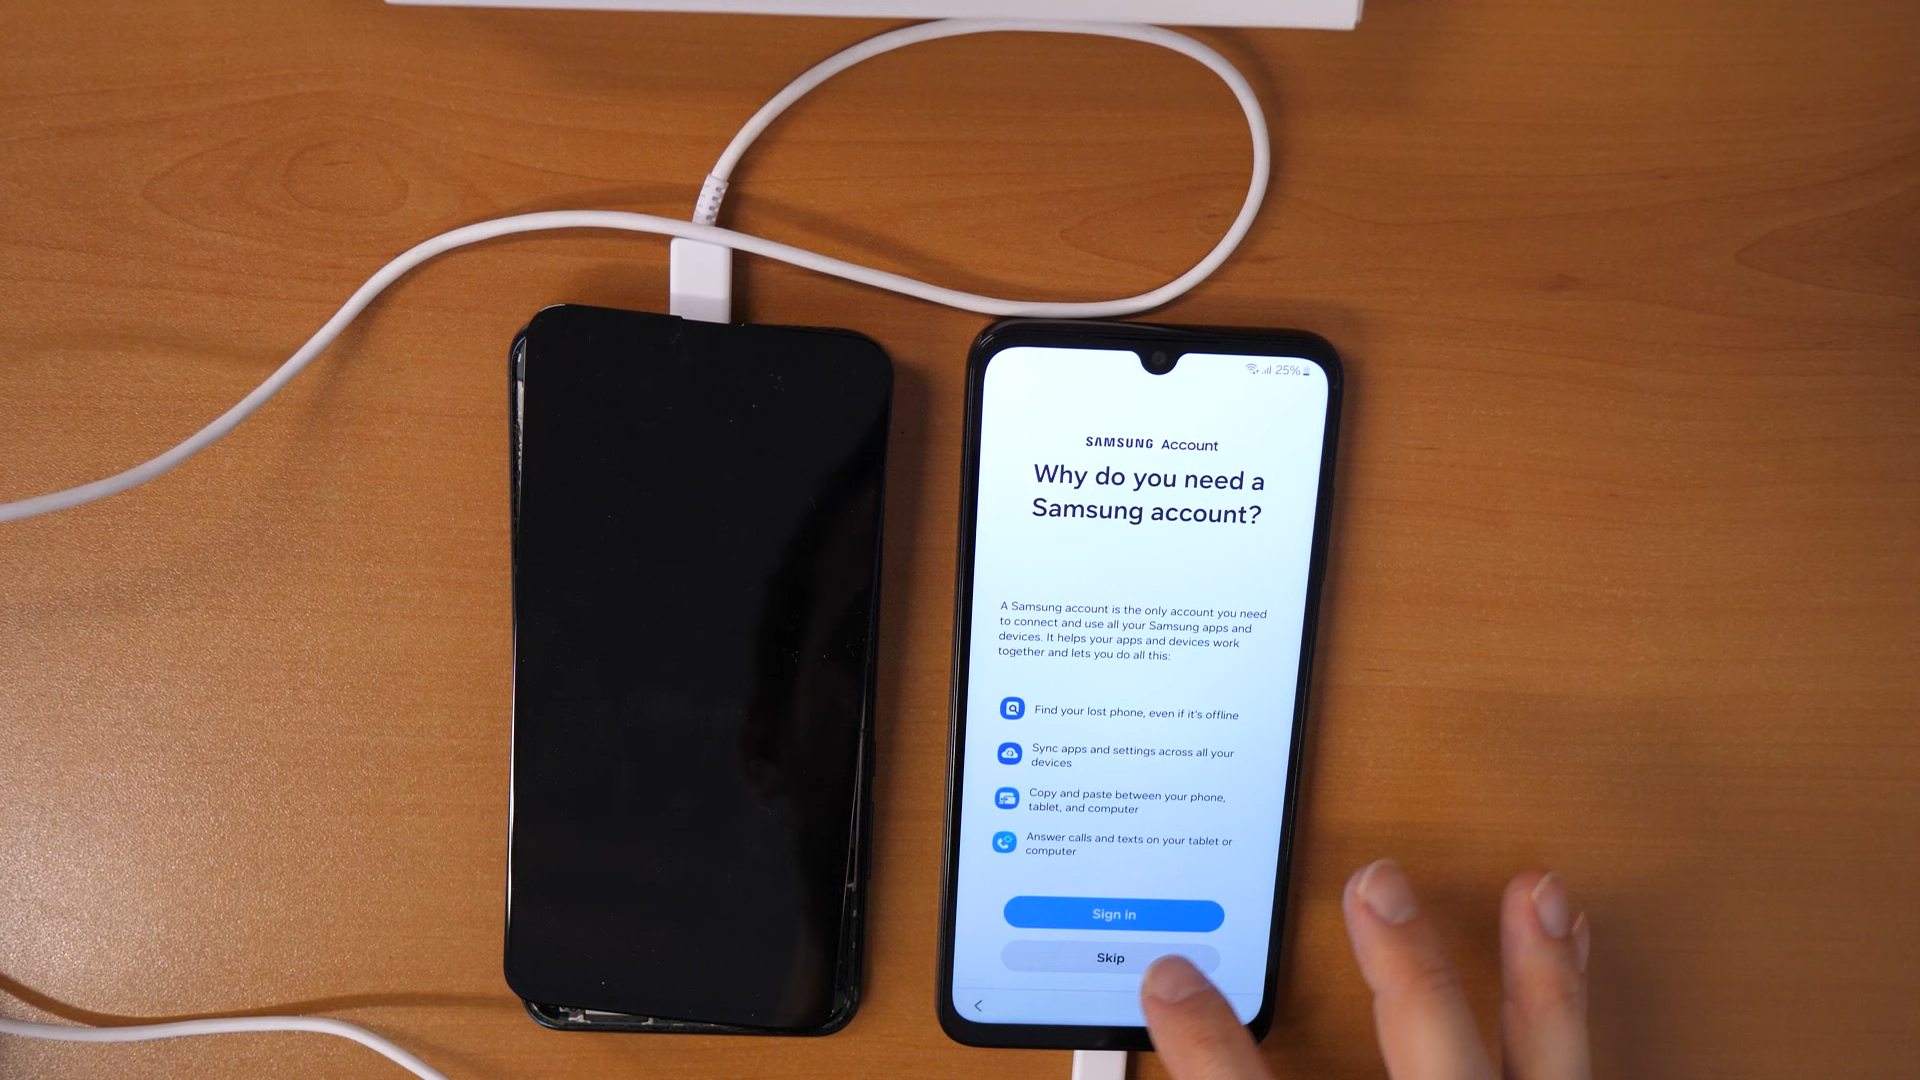 25%
SAMSUNG Account
Why do you need a
Samsung account?
A Samsung account is the only account you need
to connect and use all your Samsung apps and
devices. It helps your apps and devices work
together and lets you do all this:
Find your lost phone, even if it's offline
Sync apps and settings across all your
devices
Copy and paste between your phone,
tablet, and computer
Answer calls and texts on your tablet or
computer
Sign in
Skip